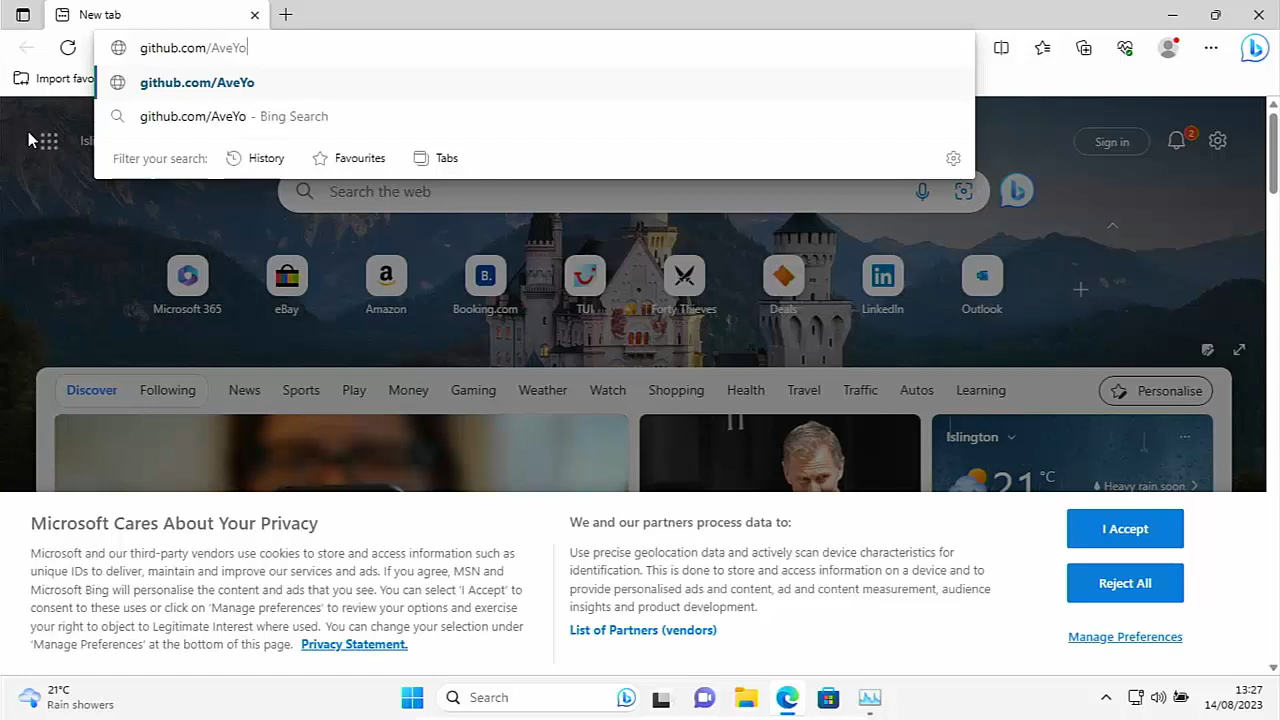 New tab
github.com/AveYo
Import favo
github.com/AveYo
github.com/AveYo - Bing Search
Filter your search: History Favourites Tabs
Sign in
2
Search the web
Microsoft 365 eBay Amazon Booking.com TUI Forty Thieves Deals LinkedIn Outlook
Discover Following News Sports Play Money Gaming Weather Watch Shopping Health Travel Traffic Autos Learning Personalise
Islington
21 °C
Heavy rain soon
Microsoft Cares About Your Privacy
Microsoft and our third-party vendors use cookies to store and access information such as
unique IDs to deliver, maintain and improve our services and ads. If you agree, MSN and
Microsoft Bing will personalise the content and ads that you see. You can select 'I Accept' to
consent to these uses or click on 'Manage preferences' to review your options and exercise
your right to object to Legitimate Interest where used. You can change your selection under
'Manage Preferences' at the bottom of this page. Privacy Statement.
We and our partners process data to:
Use precise geolocation data and actively scan device characteristics for
identification. This is done to store and access information on a device and to
provide personalised ads and content, ad and content measurement, audience
insights and product development.
List of Partners (vendors)
I Accept
Reject All
Manage Preferences
21°C
Rain showers
Search
13:27
14/08/2023